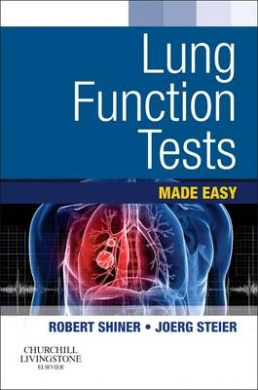 Lung
Function
Tests
MADE EASY
ROBERT SHINER • JOERG STEIER
CHURCHILL
LIVINGSTONE
ELSEVIER